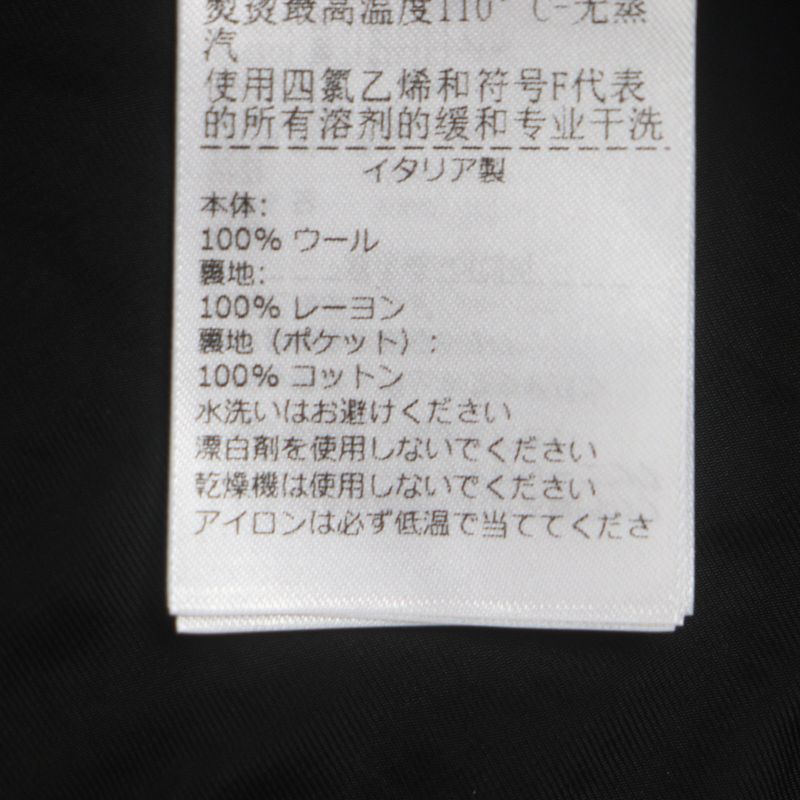 熨烫最高温度110°C-无蒸
汽
使用四氯乙烯和符号F代表
的所有溶剂的缓和专业干洗
イタリア製
本体:
100% ウール
裏地:
100% レーヨン
裏地 (ポケット) :
100% コットン
水洗いはお避けください
漂白剤を使用しないでください
乾燥機は使用しないでください
アイロンは必ず低温で当ててくださ